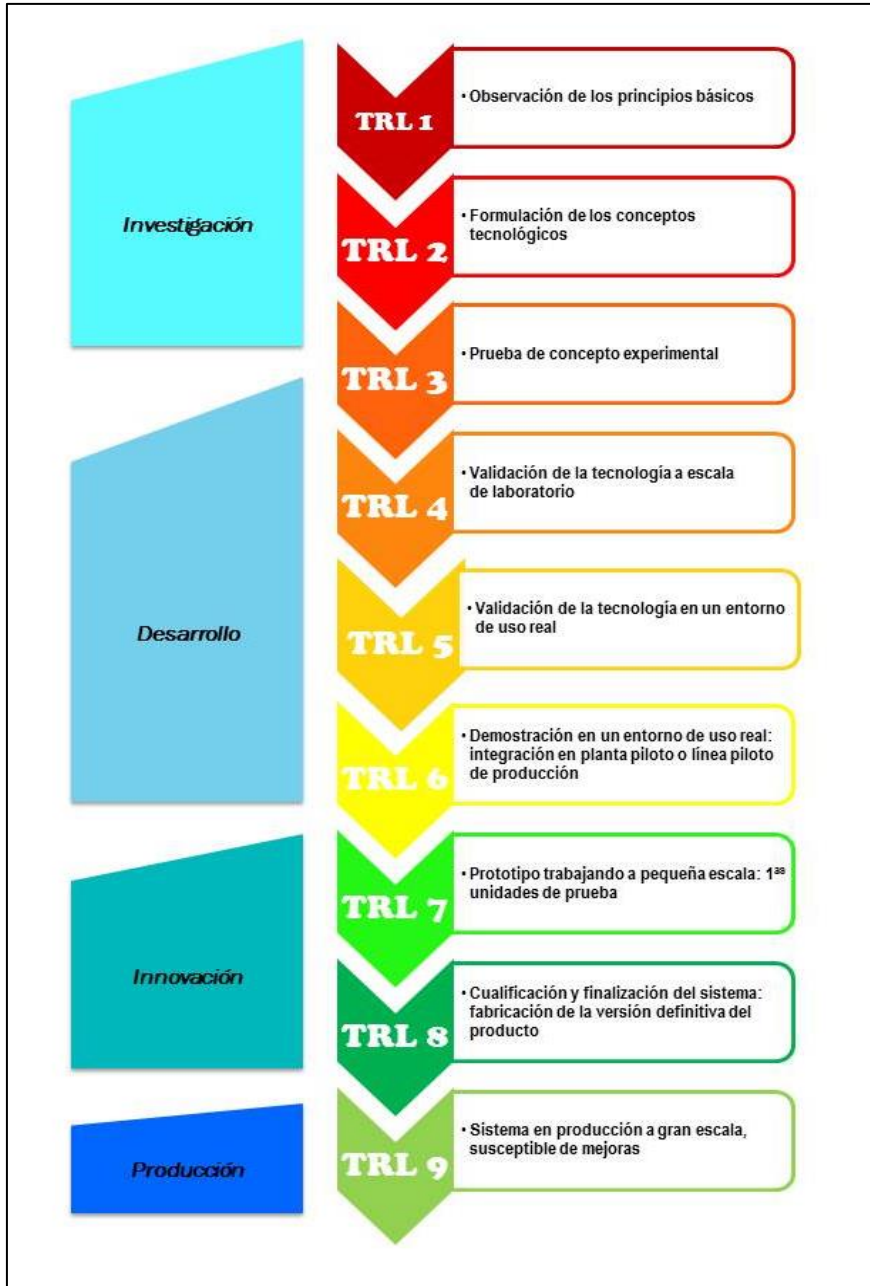 TRL 1
• Observación de los principios básicos
Investigación
TRL 2
• Formulación de los conceptos
tecnológicos
TRL 3
• Prueba de concepto experimental
TRL 4
• Validación de la tecnología a escala
de laboratorio
Desarrollo
TRL 5
• Validación de la tecnología en un entorno
de uso real
TRL 6
• Demostración en un entorno de uso real:
integración en planta piloto o línea piloto
de producción
TRL 7
• Prototipo trabajando a pequeña escala: 1ªˢ
unidades de prueba
Innovación
TRL 8
• Cualificación y finalización del sistema:
fabricación de la versión definitiva del
producto
Producción
TRL 9
• Sistema en producción a gran escala,
susceptible de mejoras